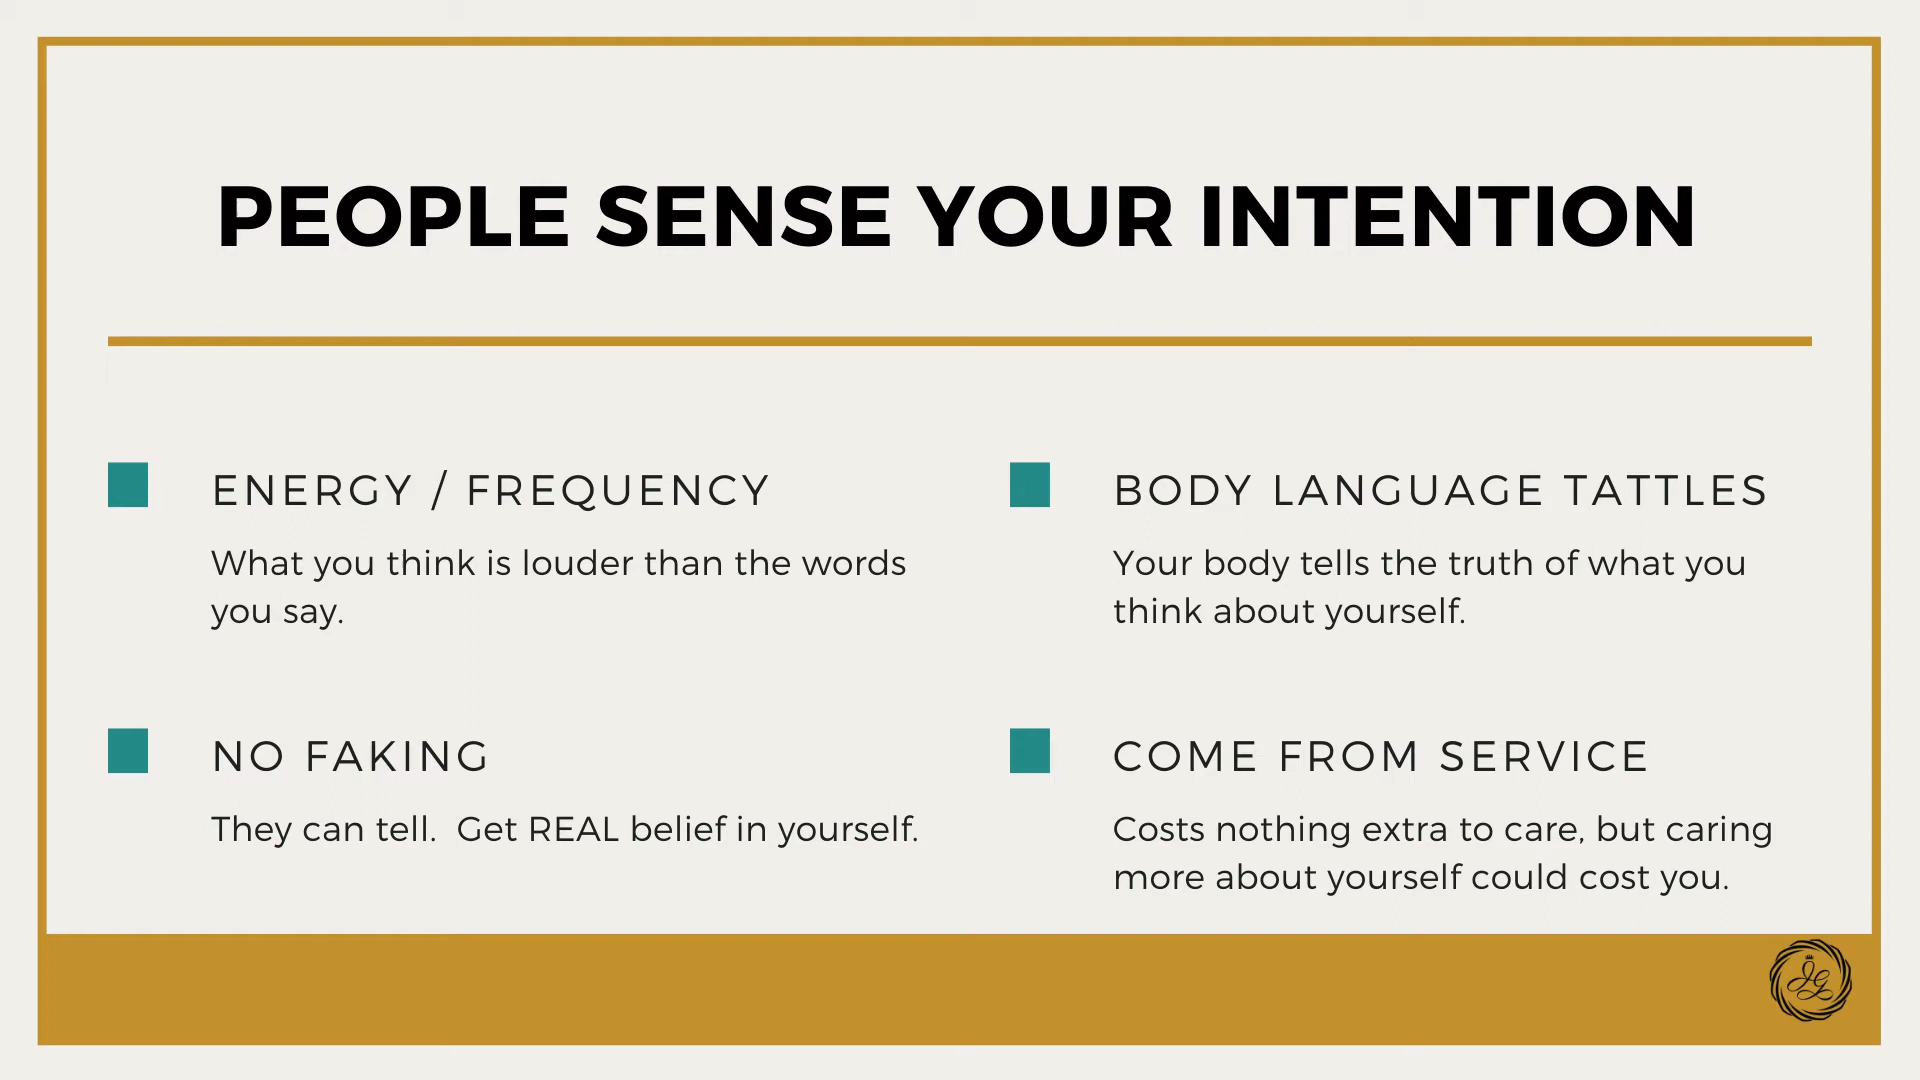 PEOPLE SENSE YOUR INTENTION
ENERGY / FREQUENCY
What you think is louder than the words
you say.
BODY LANGUAGE TATTLES
Your body tells the truth of what you
think about yourself.
NO FAKING
They can tell.  Get REAL belief in yourself.
COME FROM SERVICE
Costs nothing extra to care, but caring
more about yourself could cost you.
JG